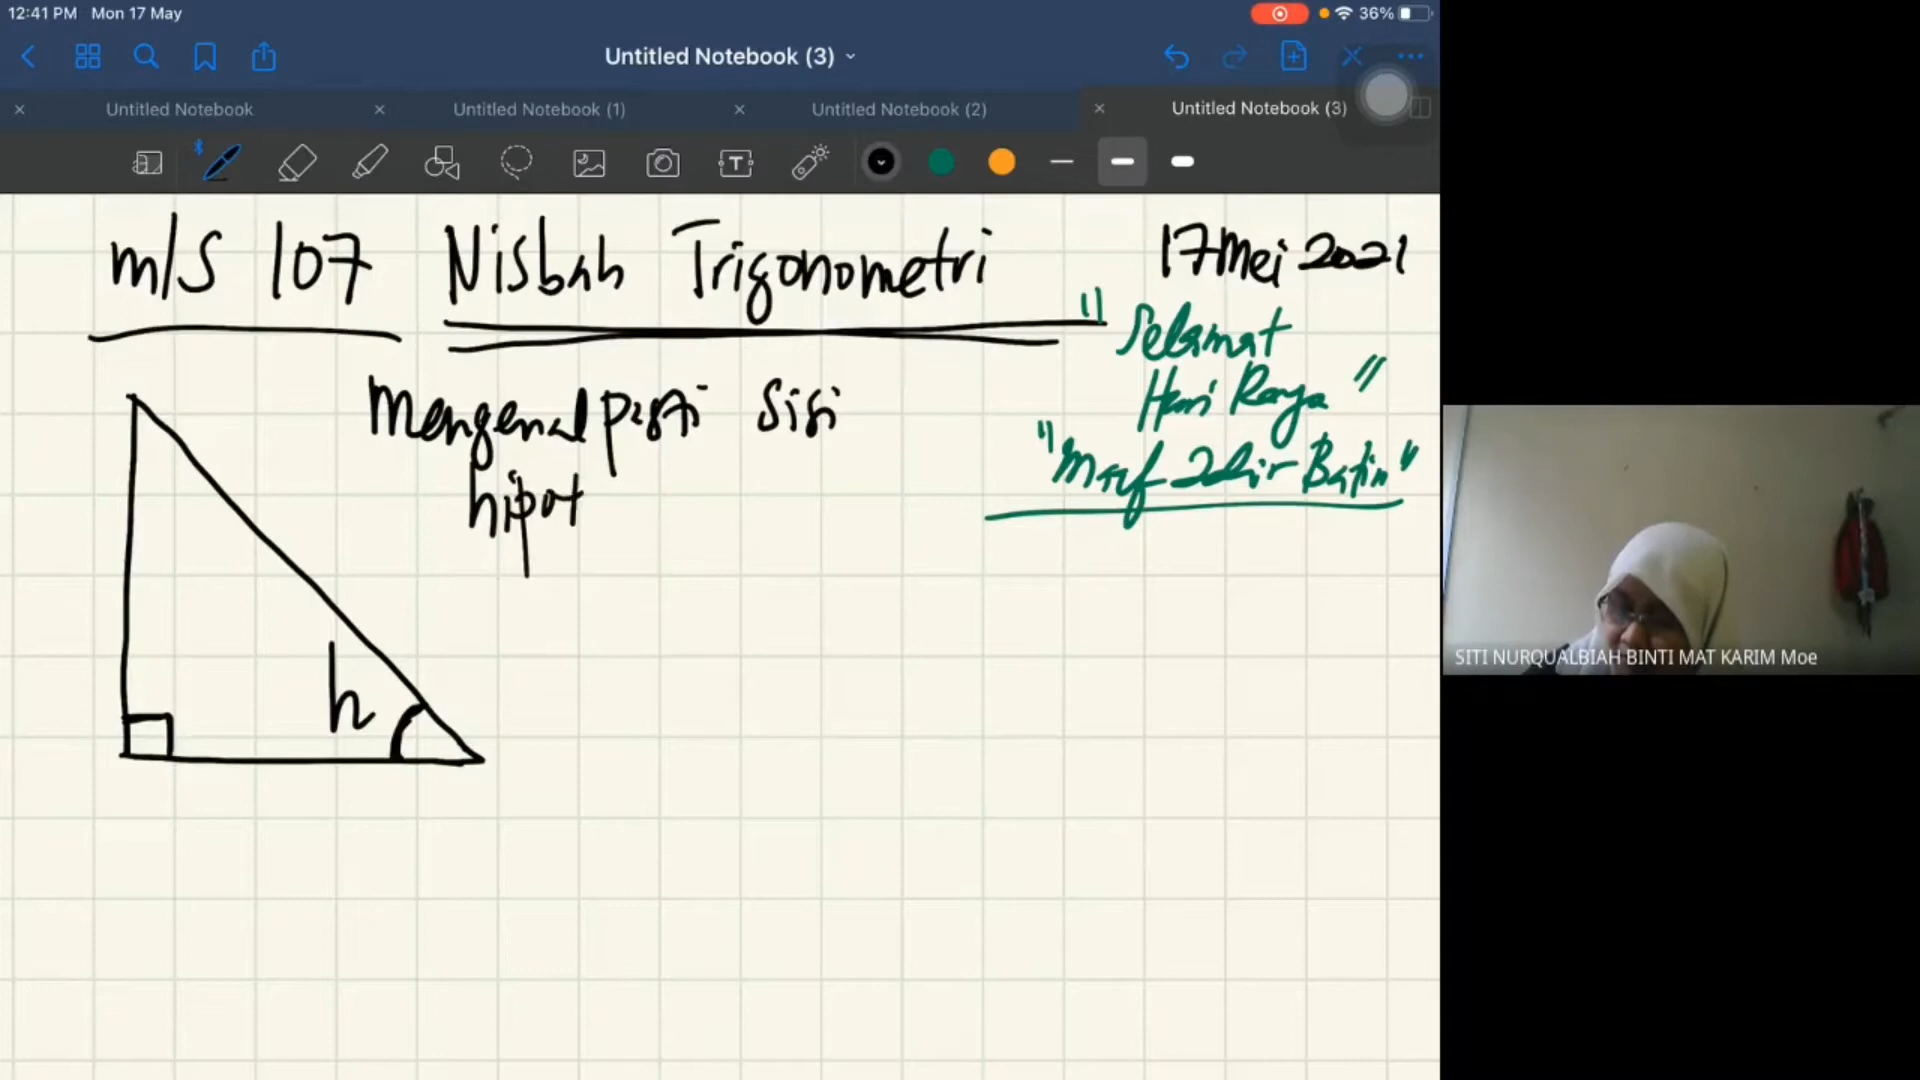 12:41 PM Mon 17 May
36%
Untitled Notebook (3)
Untitled Notebook
Untitled Notebook (1)
Untitled Notebook (2)
Untitled Notebook (3)
T
m/s 107 Nisbah Trigonometri
17 Mei 2021
"Selamat
Hari Raya"
"Maaf Zahir Batin"
Mengenal pasti sisi
hipot
h
SITI NURQUALBIAH BINTI MAT KARIM Moe